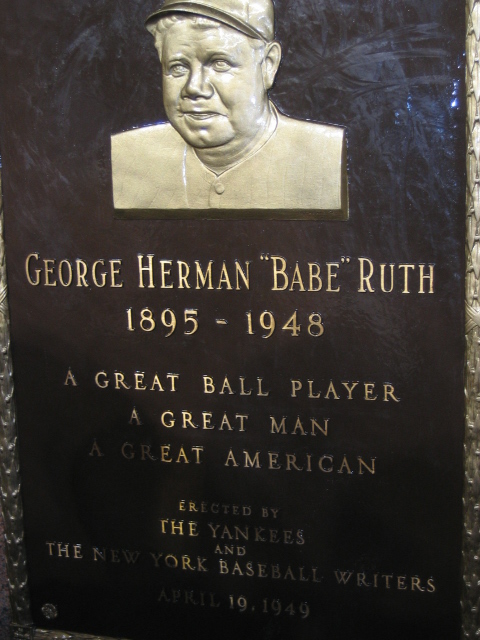 GEORGE HERMAN "BABE" RUTH
1895 - 1948
A GREAT BALL PLAYER
A GREAT MAN
A GREAT AMERICAN
ERECTED BY
THE YANKEES
AND
THE NEW YORK BASEBALL WRITERS
APRIL 19, 1949